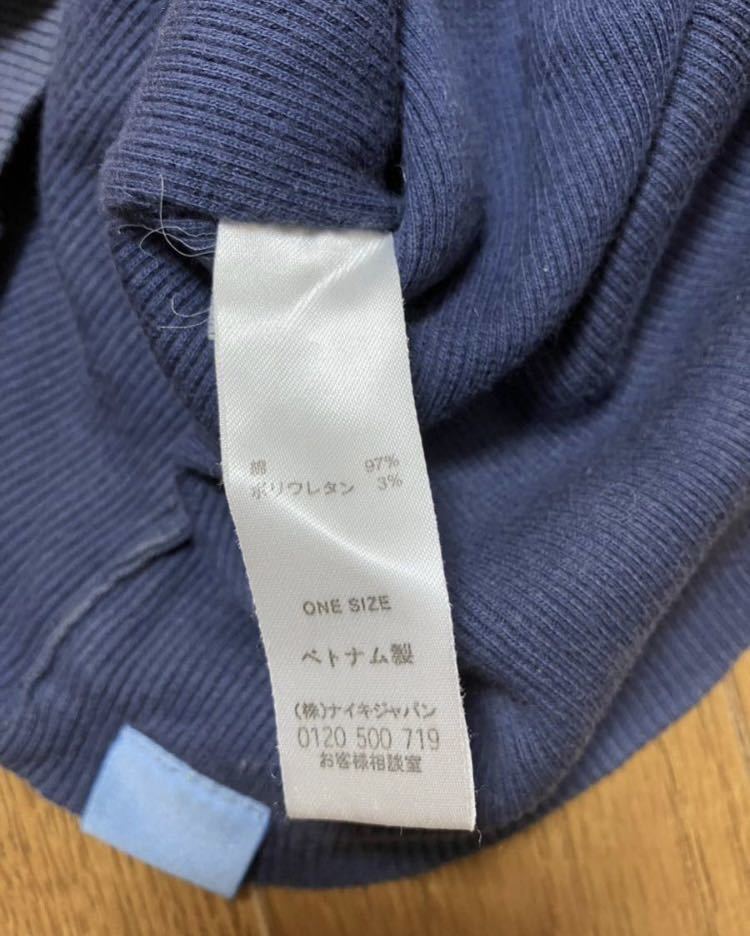 綿 97%
ポリウレタン 3%
ONE SIZE
ベトナム製
(株)ナイキジャパン
0120 500 719
お客様相談室